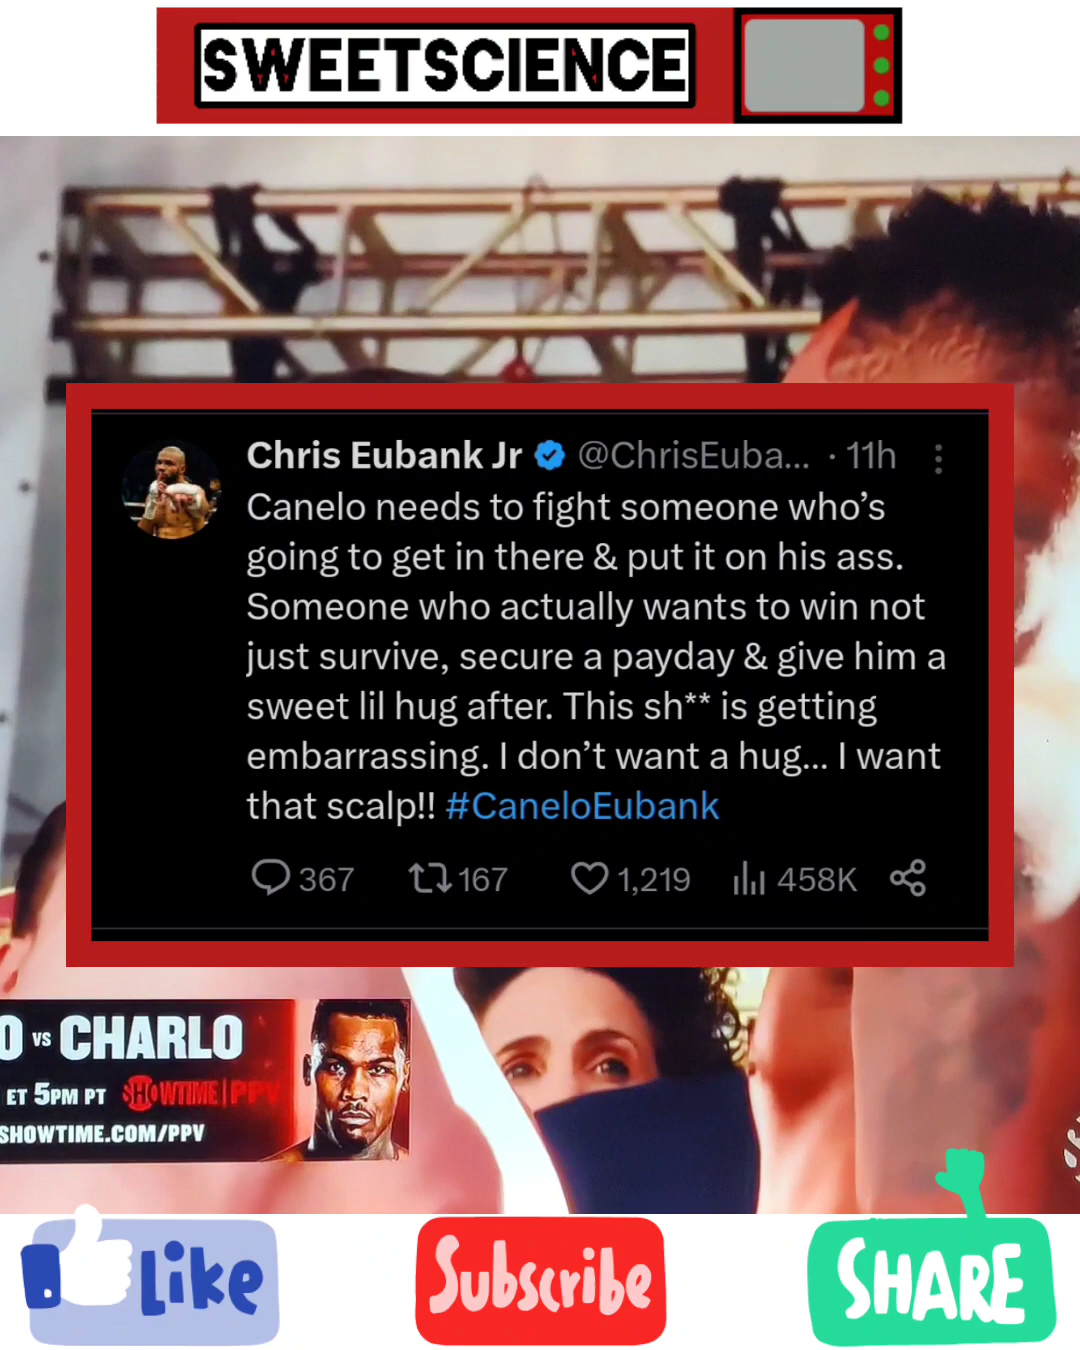 SWEETSCIENCE
Chris Eubank Jr @ChrisEuba... · 11h
Canelo needs to fight someone who’s
going to get in there & put it on his ass.
Someone who actually wants to win not
just survive, secure a payday & give him a
sweet lil hug after. This sh** is getting
embarrassing. I don’t want a hug... I want
that scalp!! #CaneloEubank
367 167 1,219 458K
O VS CHARLO
ET 5PM PT SHOWTIME | PPV
SHOWTIME.COM/PPV
Like
Subscribe
SHARE